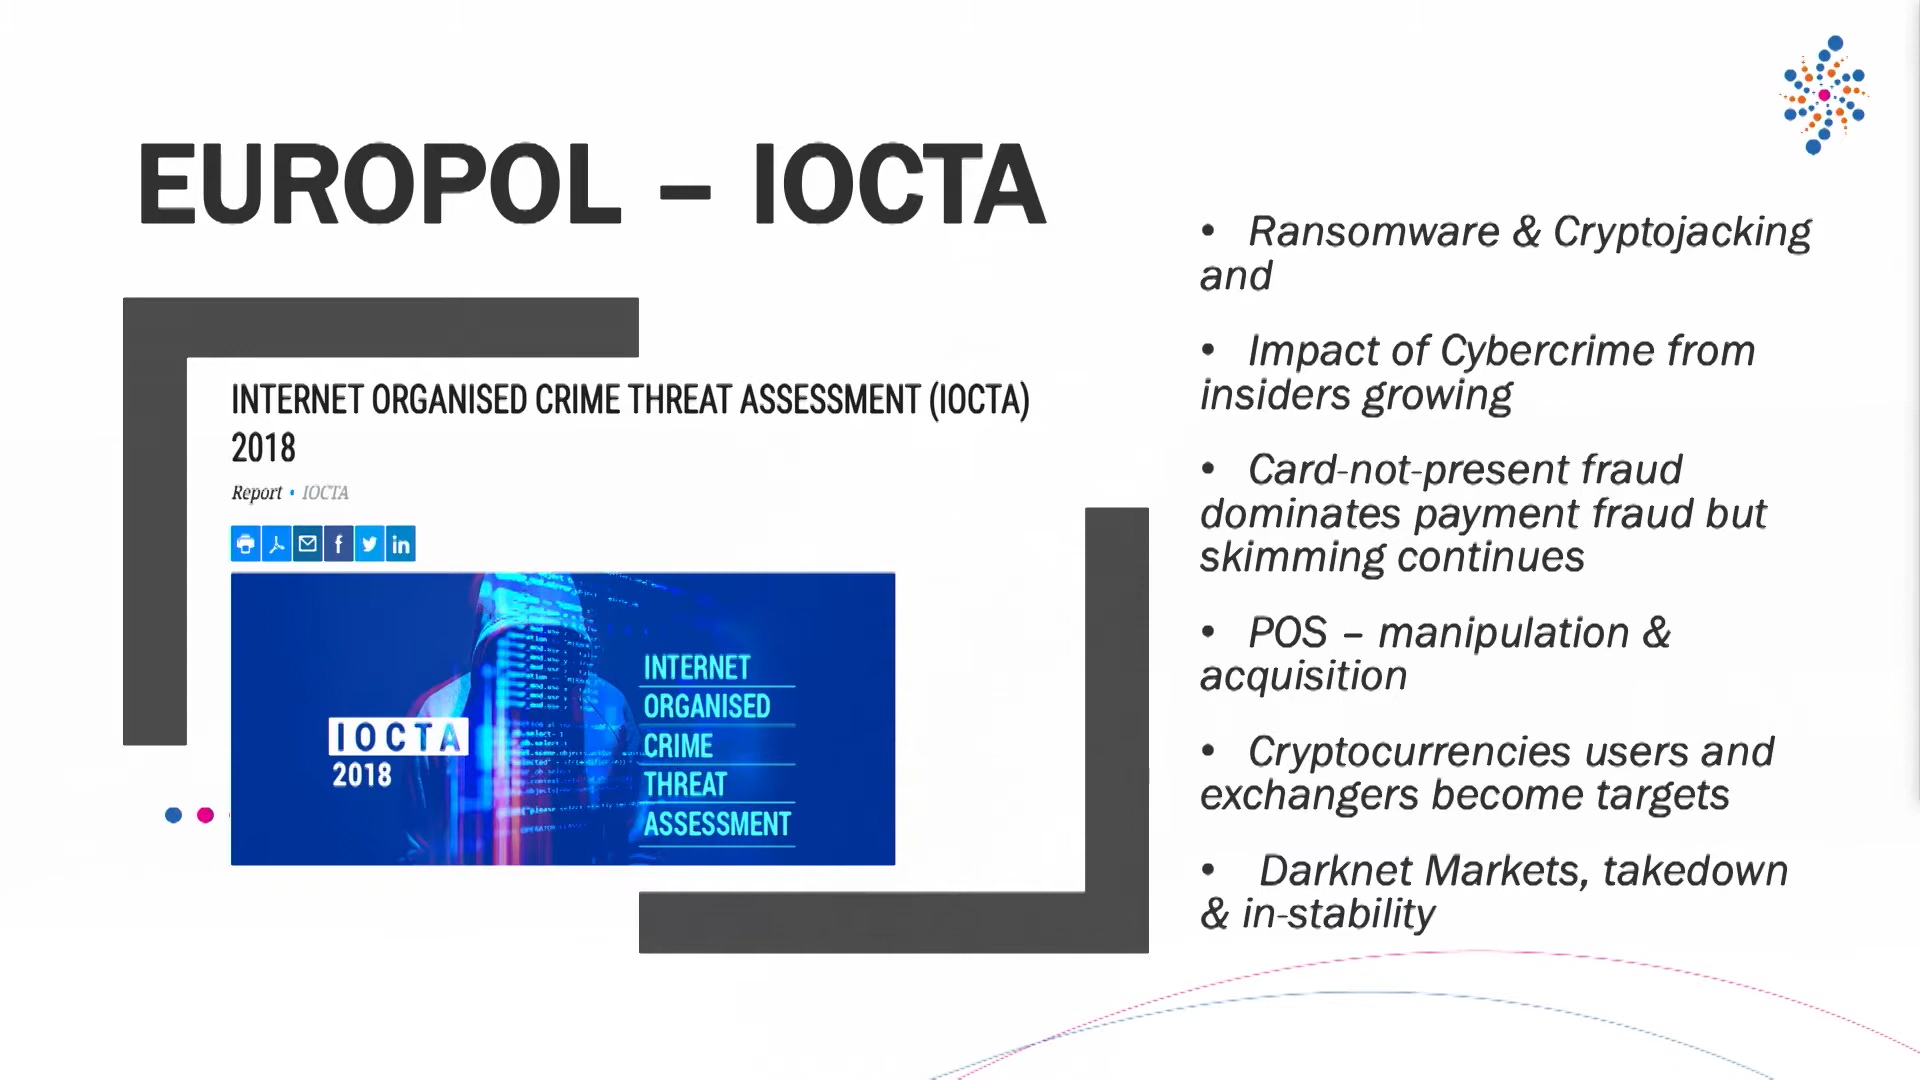 EUROPOL – IOCTA
INTERNET ORGANISED CRIME THREAT ASSESSMENT (IOCTA)
2018
Report • IOCTA
IOCTA
2018
INTERNET
ORGANISED
CRIME
THREAT
ASSESSMENT
• Ransomware & Cryptojacking
and
• Impact of Cybercrime from
insiders growing
• Card-not-present fraud
dominates payment fraud but
skimming continues
• POS – manipulation &
acquisition
• Cryptocurrencies users and
exchangers become targets
• Darknet Markets, takedown
& in-stability